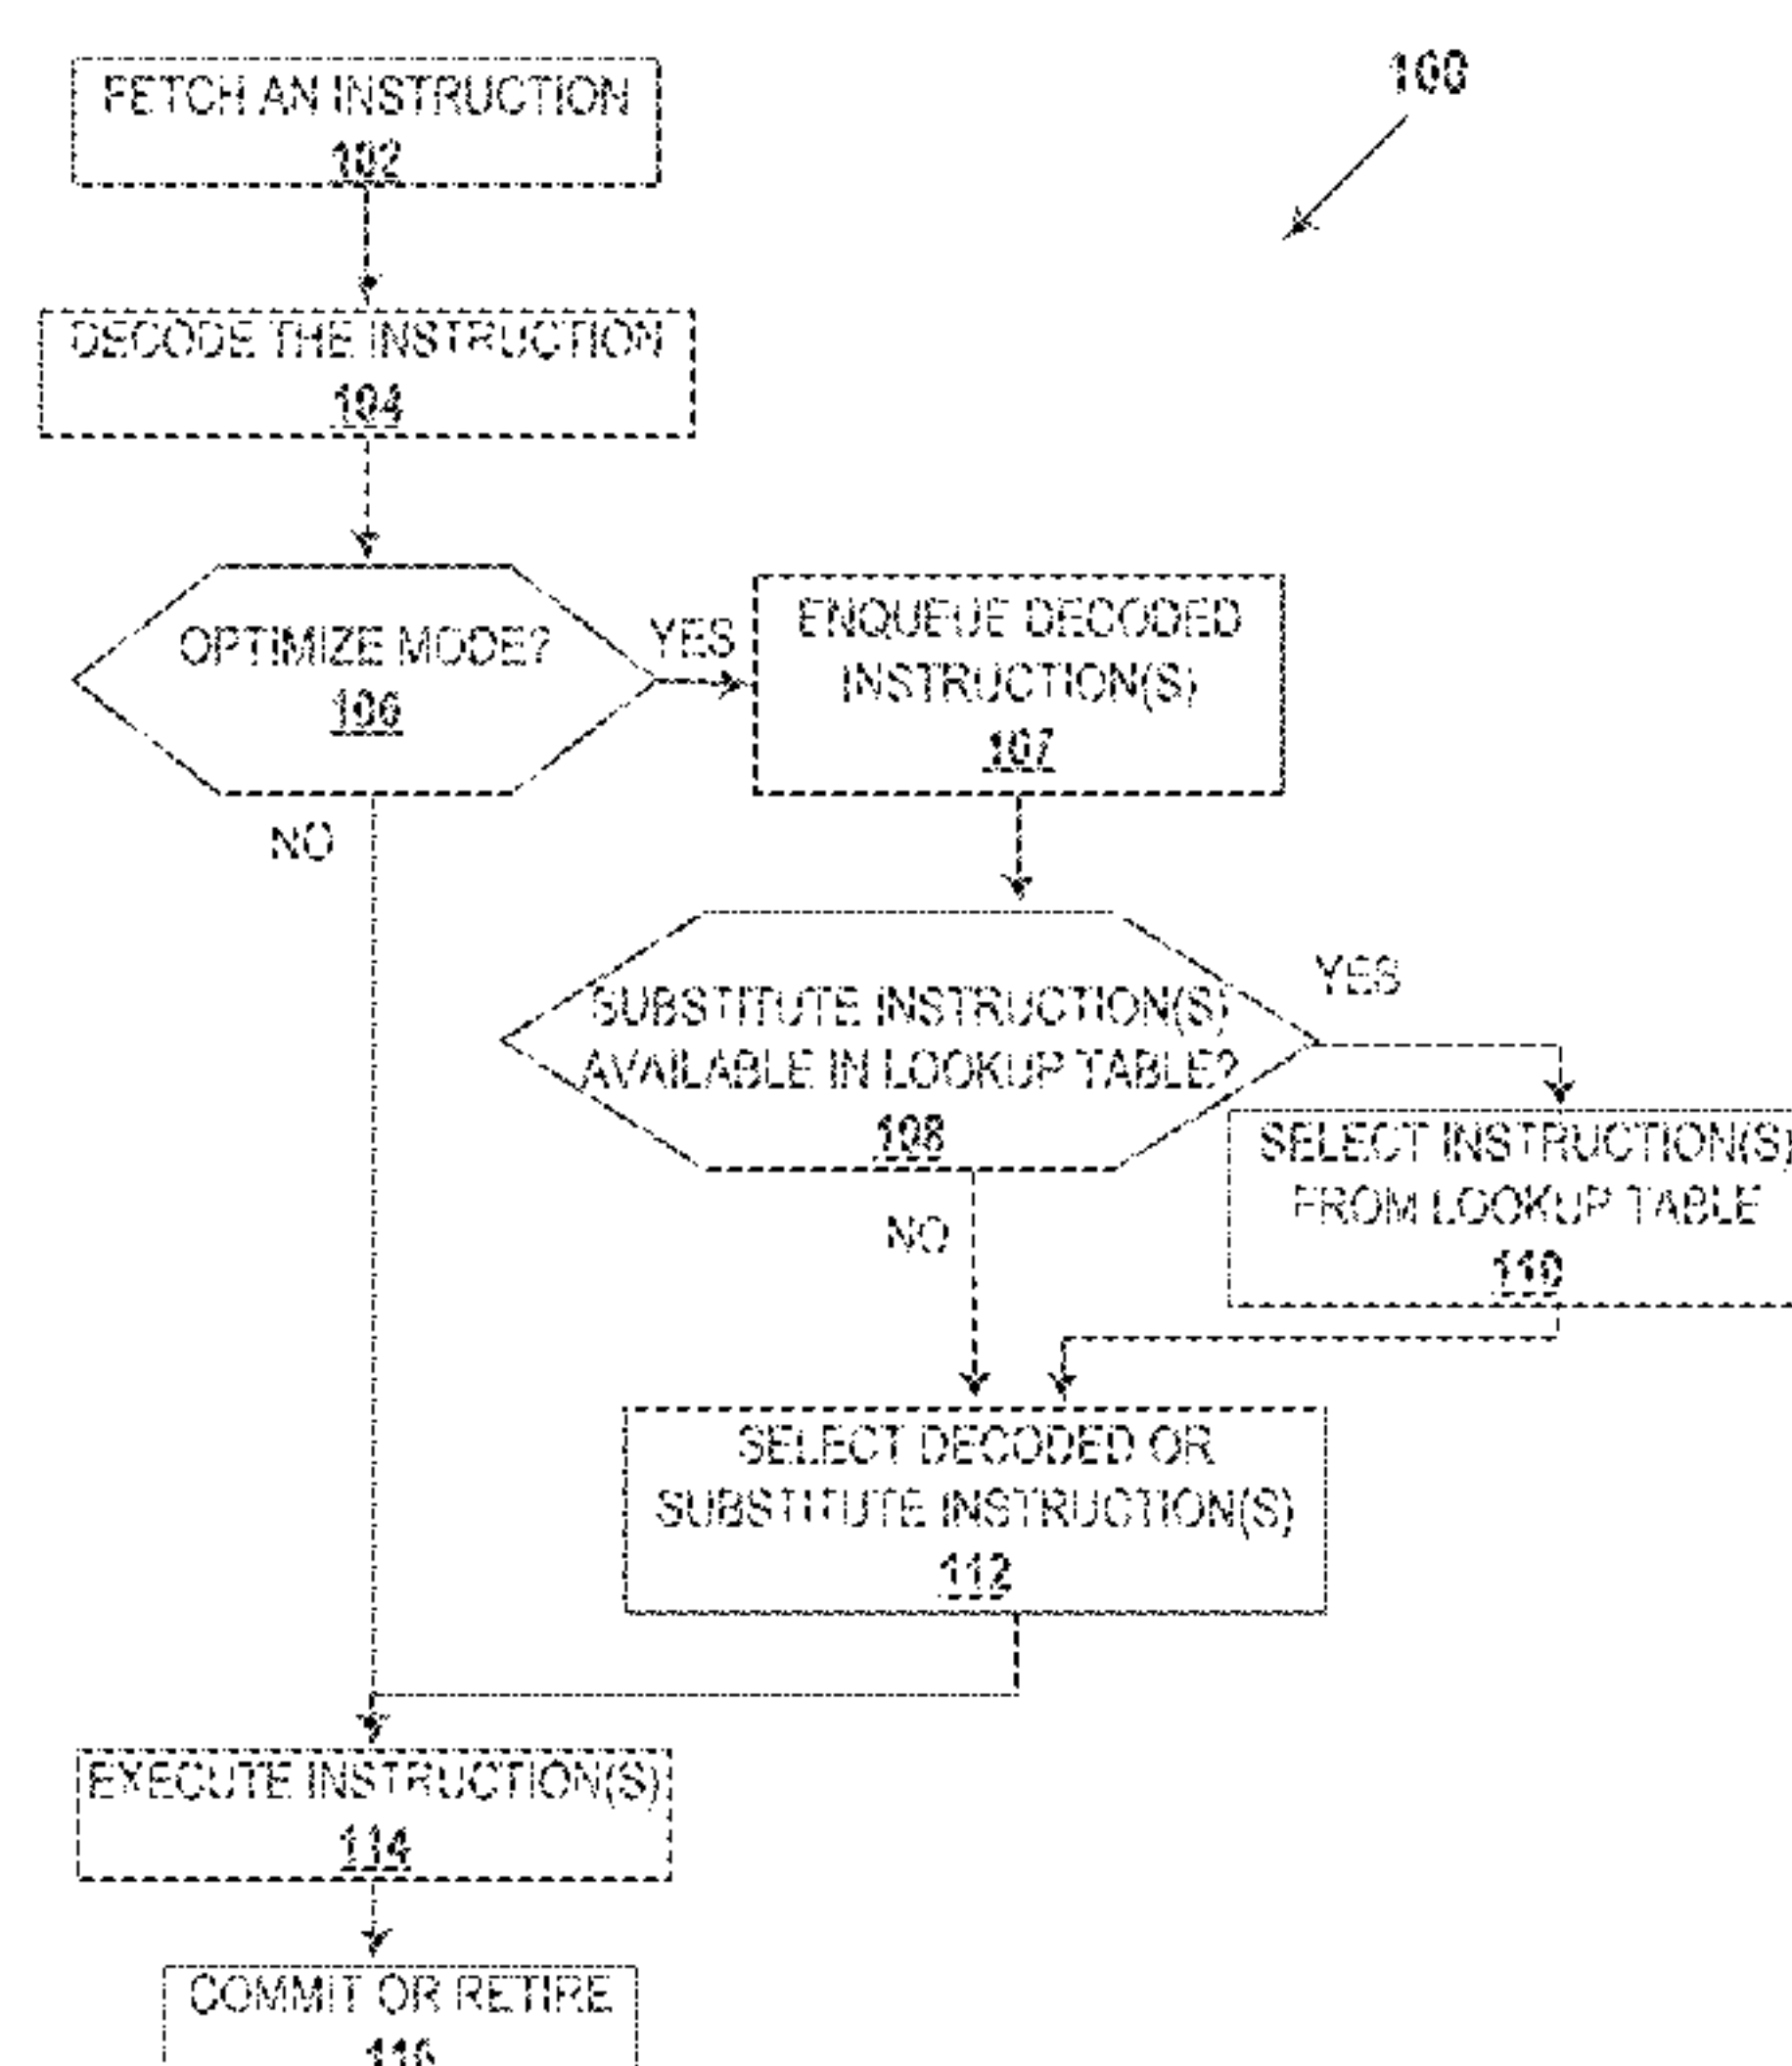 100
FETCH AN INSTRUCTION
102
DECODE THE INSTRUCTION
104
OPTIMIZE MODE?
106
YES
NO
ENQUEUE DECODED
INSTRUCTION(S)
107
SUBSTITUTE INSTRUCTION(S)
AVAILABLE IN LOOKUP TABLE?
108
YES
NO
SELECT INSTRUCTION(S)
FROM LOOKUP TABLE
110
SELECT DECODED OR
SUBSTITUTE INSTRUCTION(S)
112
EXECUTE INSTRUCTION(S)
114
COMMIT OR RETIRE